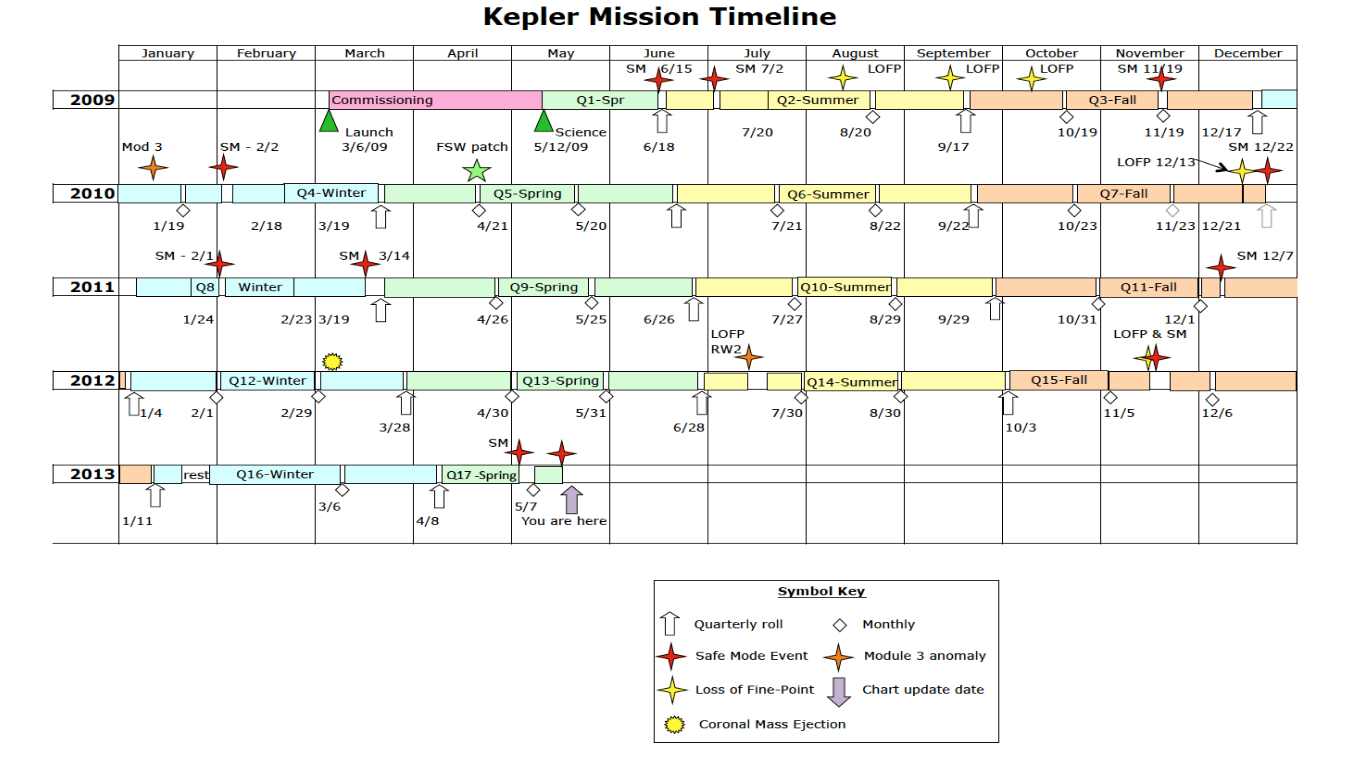 Kepler Mission Timeline
January February March April May June July August September October November December
SM 6/15 SM 7/2 LOFP LOFP LOFP SM 11/19
2009 Commissioning Q1-Spr Q2-Summer Q3-Fall
Launch Science 7/20 8/20 10/19 11/19 12/17
3/6/09 5/12/09 6/18 9/17
Mod 3 SM - 2/2 FSW patch SM 12/22
LOFP 12/13
2010 Q4-Winter Q5-Spring Q6-Summer Q7-Fall
1/19 2/18 3/19 4/21 5/20 7/21 8/22 9/22 10/23 11/23 12/21
SM - 2/1 SM 3/14 SM 12/7
2011 Q8 Winter Q9-Spring Q10-Summer Q11-Fall
1/24 2/23 3/19 4/26 5/25 6/26 7/27 8/29 9/29 10/31 12/1
LOFP LOFP & SM
RW2
2012 Q12-Winter Q13-Spring Q14-Summer Q15-Fall
1/4 2/1 2/29 4/30 5/31 7/30 8/30 11/5 12/6
3/28 6/28 10/3
SM
2013 rest Q16-Winter Q17 -Spring
3/6 5/7
1/11 4/8 You are here
Symbol Key
Quarterly roll Monthly
Safe Mode Event Module 3 anomaly
Loss of Fine-Point Chart update date
Coronal Mass Ejection